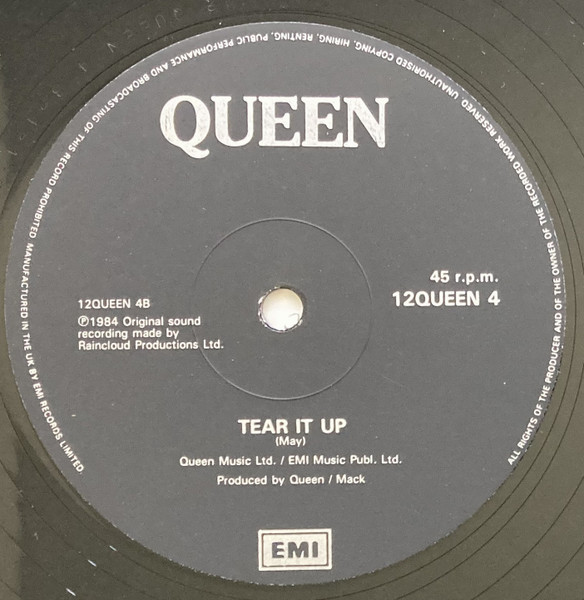 MANUFACTURED IN THE UK BY EMI RECORDS LIMITED. ALL RIGHTS OF THE PRODUCER AND OF THE OWNER OF THE RECORDED WORK RESERVED. UNAUTHORISED COPYING, HIRING, RENTING, PUBLIC PERFORMANCE AND BROADCASTING OF THIS RECORD PROHIBITED
QUEEN
45 r.p.m.
12QUEEN 4
12QUEEN 4B
℗1984 Original sound
recording made by
Raincloud Productions Ltd.
TEAR IT UP
(May)
Queen Music Ltd. / EMI Music Publ. Ltd.
Produced by Queen / Mack
EMI